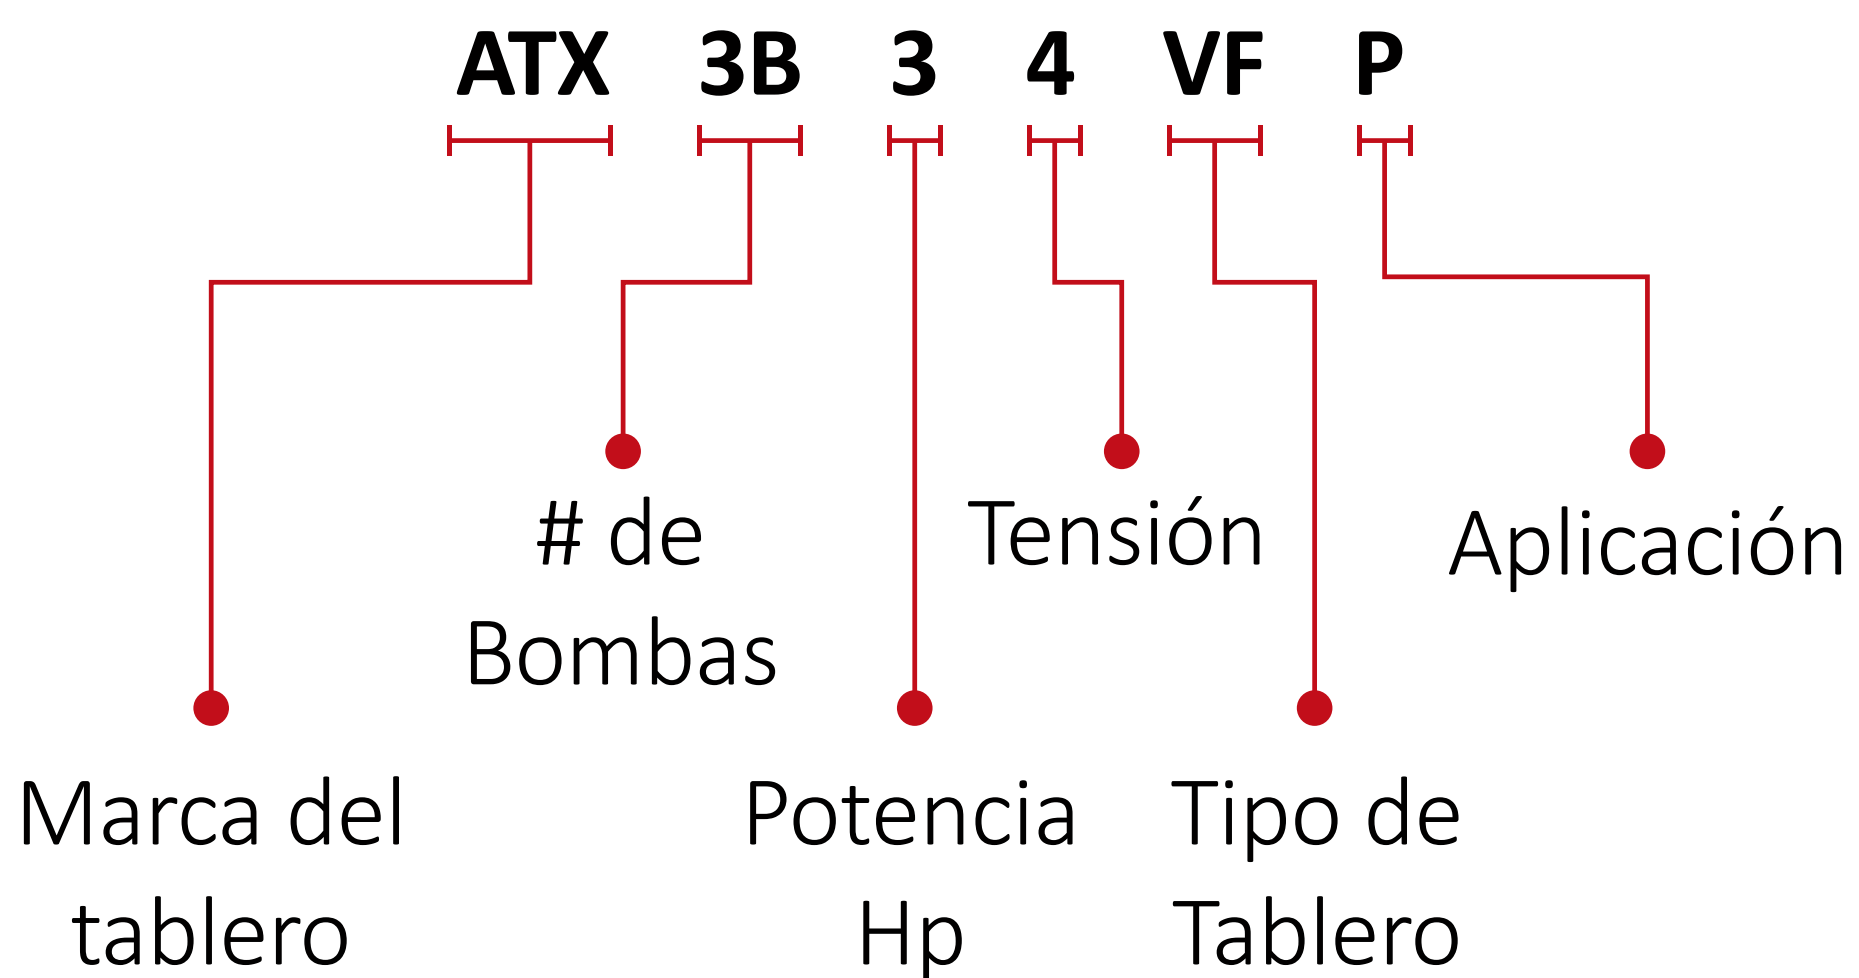 ATX 3B 3 4 VF P
# de
Bombas
Tensión
Aplicación
Marca del
tablero
Potencia
Hp
Tipo de
Tablero